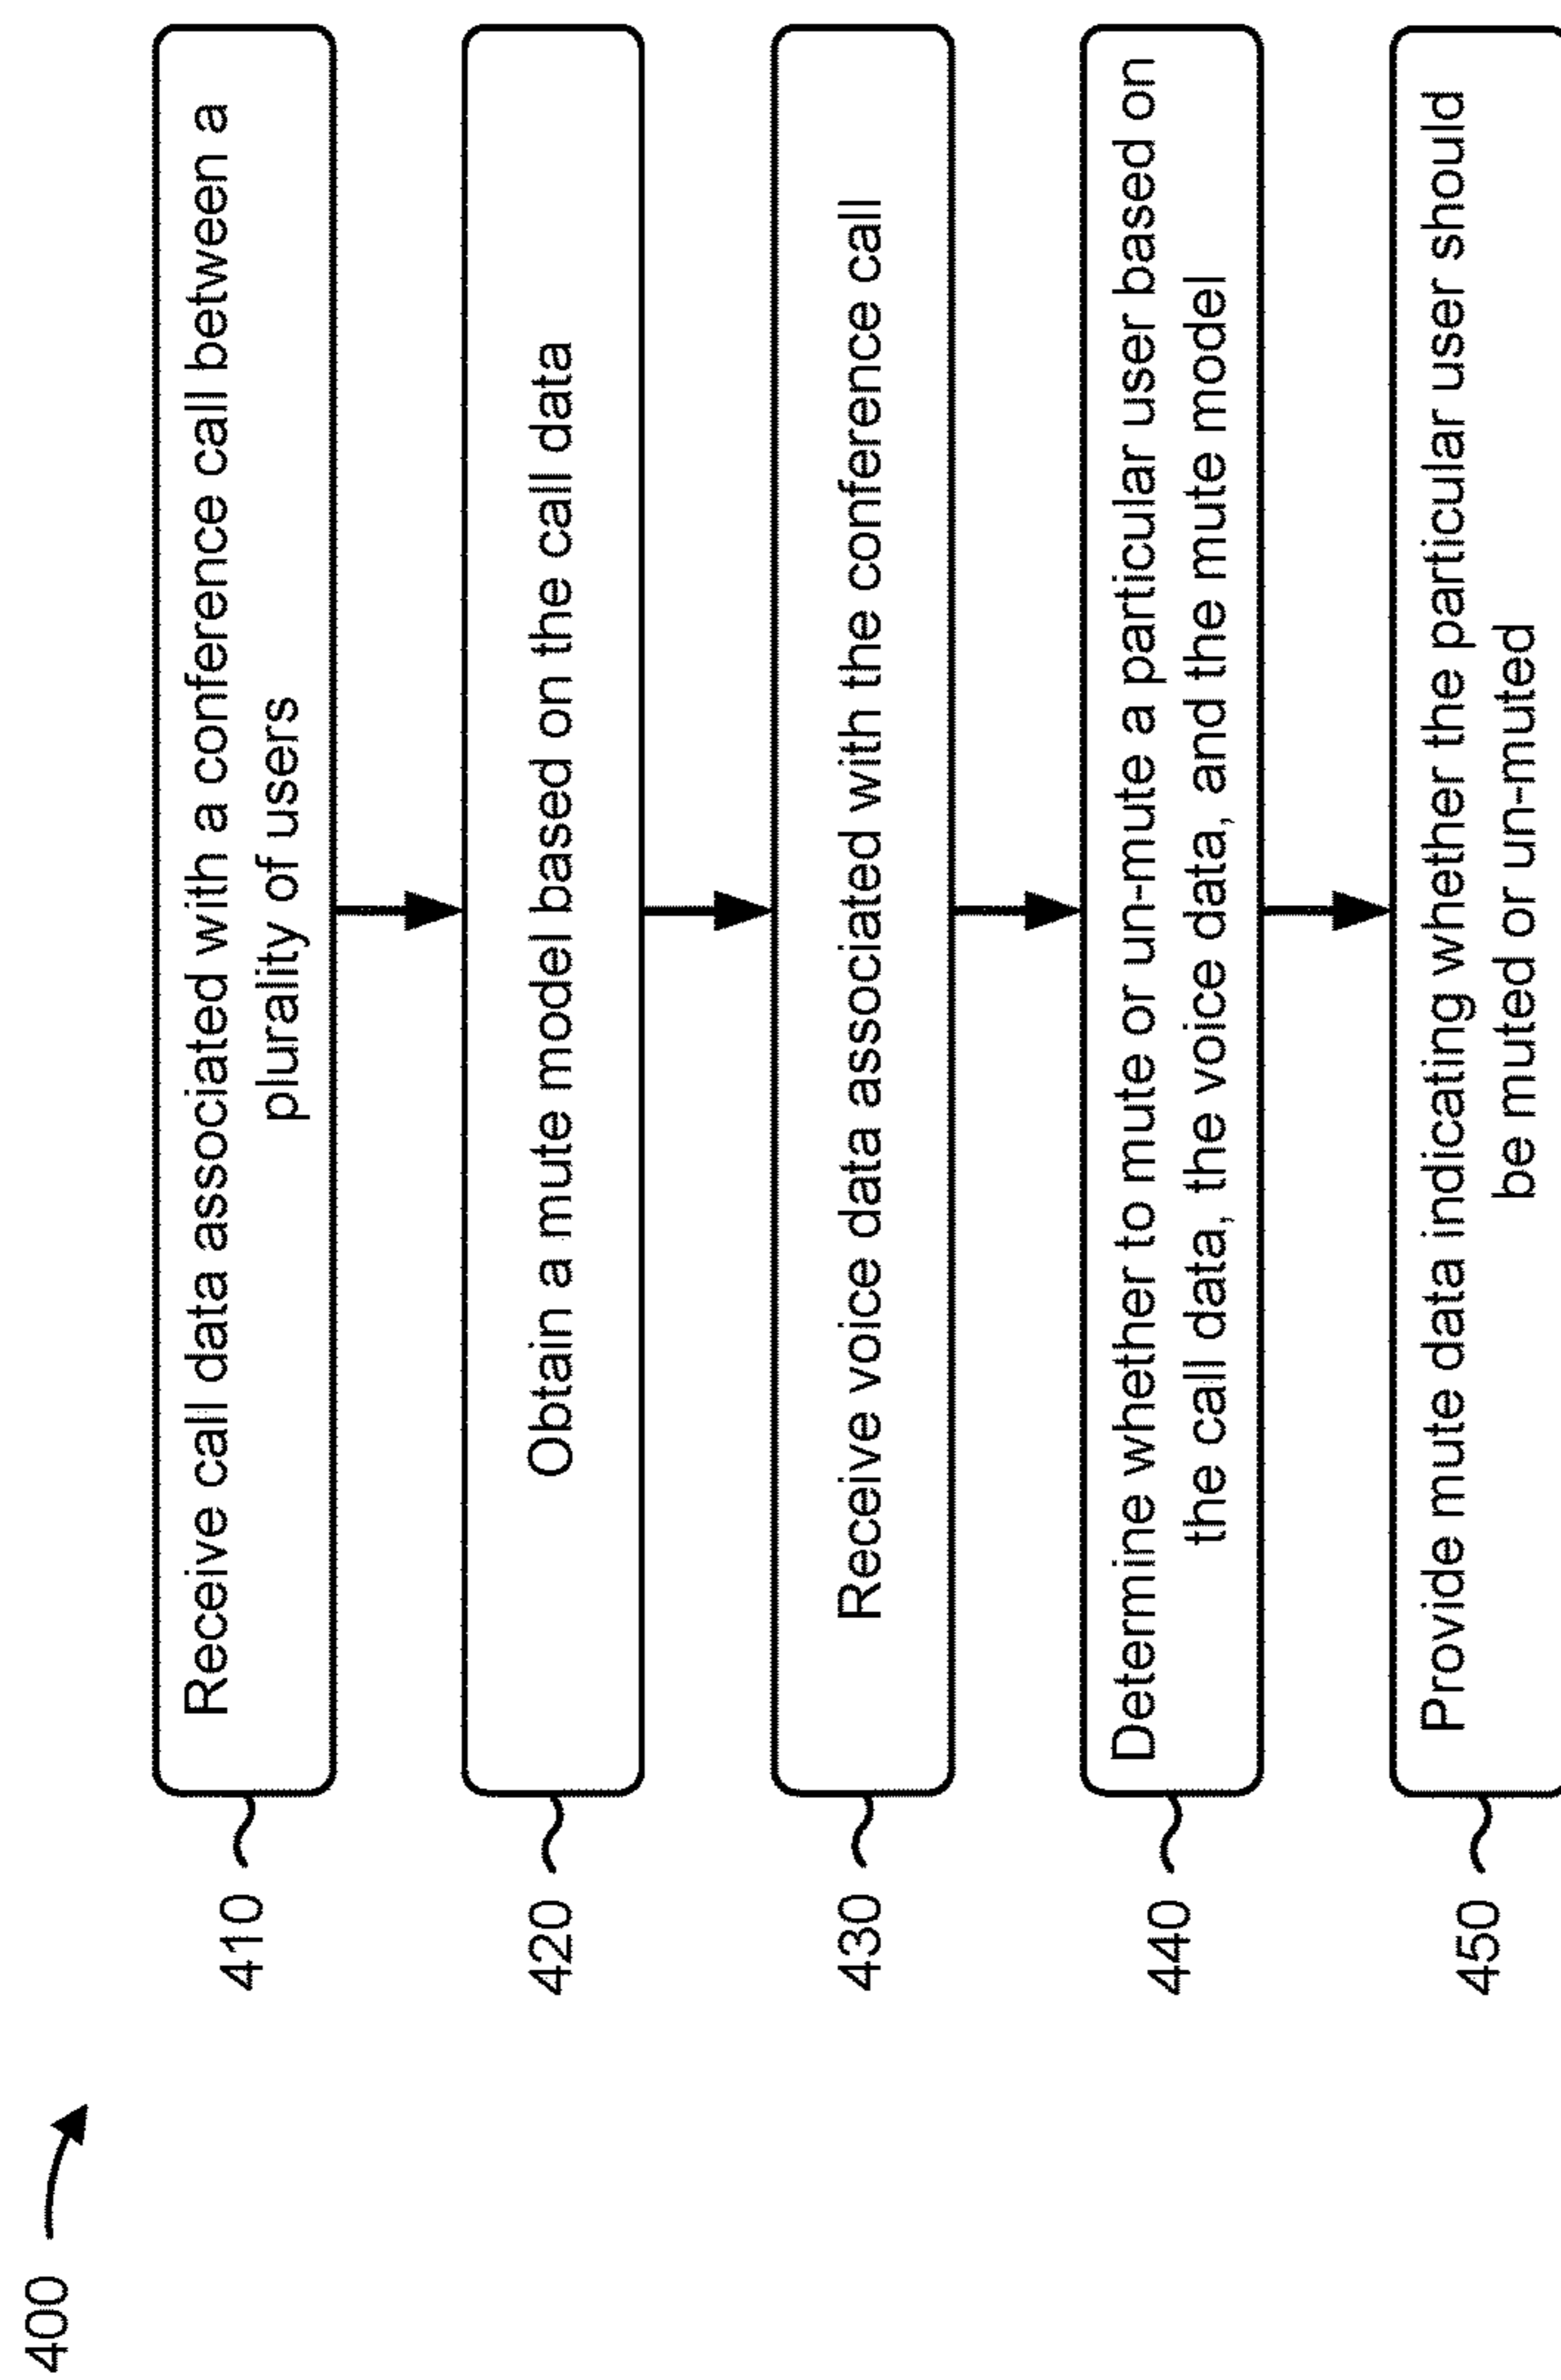 400
410
Receive call data associated with a conference call between a
plurality of users
420
Obtain a mute model based on the call data
430
Receive voice data associated with the conference call
440
Determine whether to mute or un-mute a particular user based on
the call data, the voice data, and the mute model
450
Provide mute data indicating whether the particular user should
be muted or un-muted